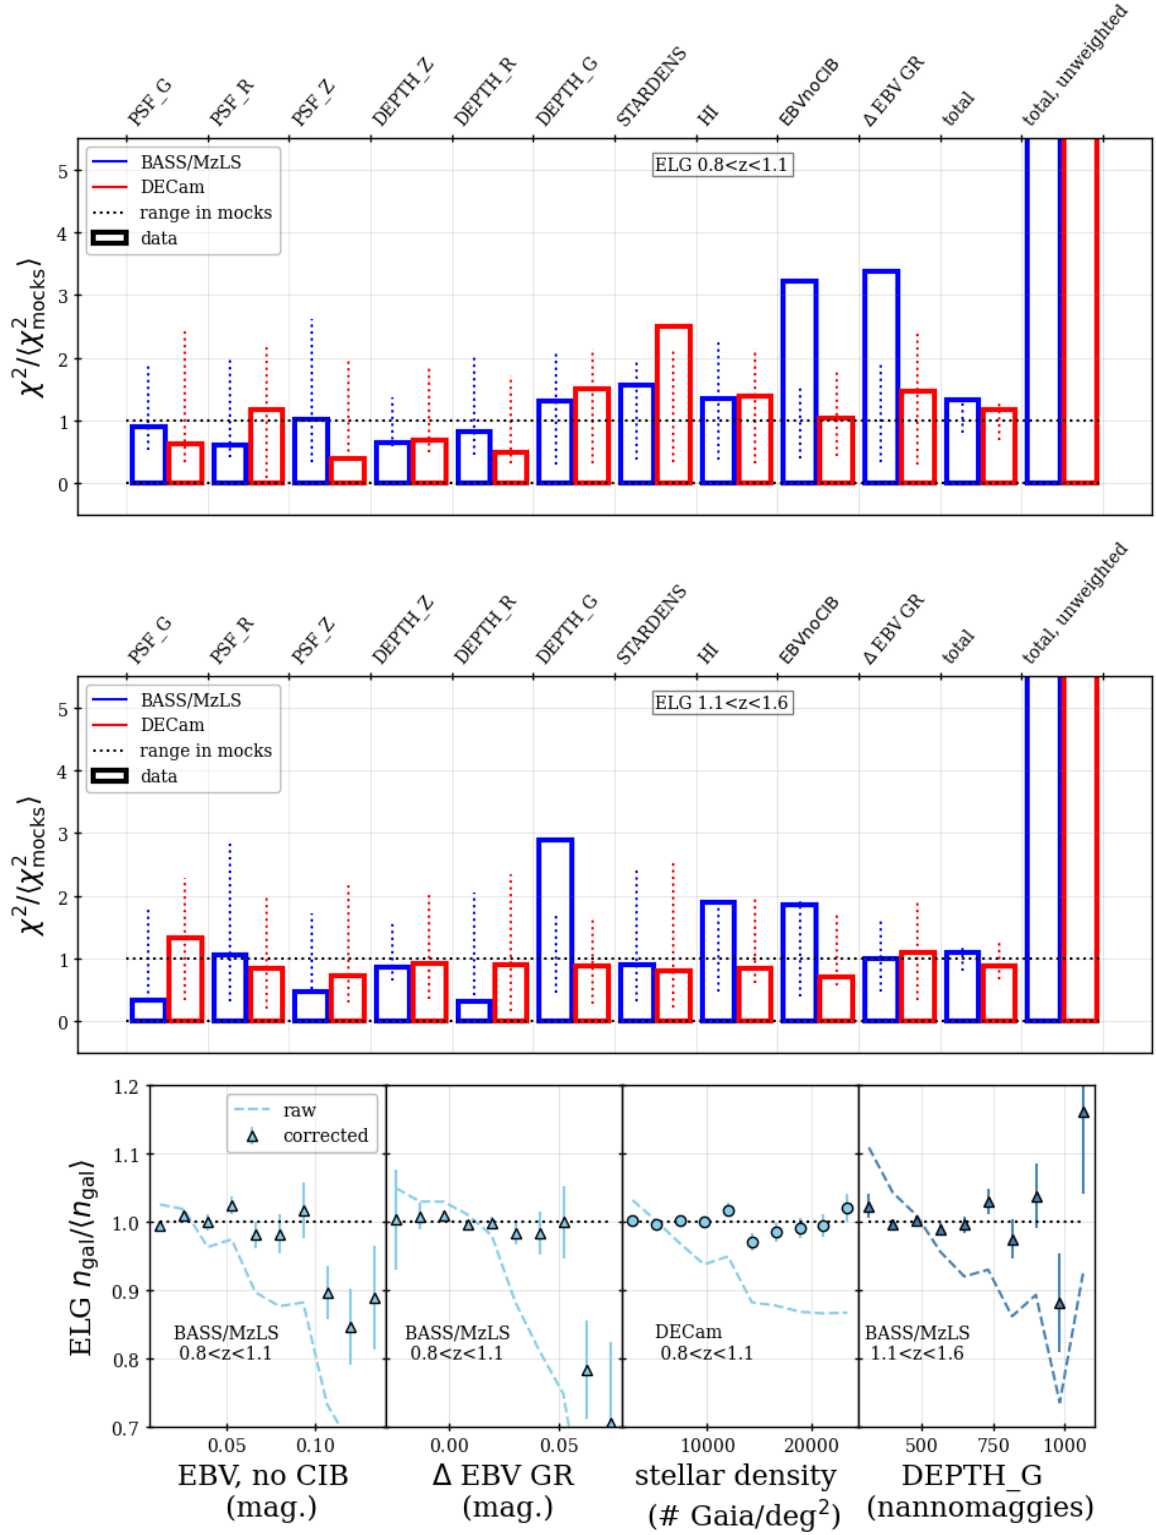 PSF_G PSF_R PSF_Z DEPTH_Z DEPTH_R DEPTH_G STARDENS HI EBVnoCIB Δ EBV GR total total, unweighted
BASS/MzLS
DECam
range in mocks
data
ELG 0.8<z<1.1
5
4
3
2
1
0
χ²/⟨χ²mocks⟩
PSF_G PSF_R PSF_Z DEPTH_Z DEPTH_R DEPTH_G STARDENS HI EBVnoCIB Δ EBV GR total total, unweighted
BASS/MzLS
DECam
range in mocks
data
ELG 1.1<z<1.6
5
4
3
2
1
0
χ²/⟨χ²mocks⟩
1.2
1.1
1.0
0.9
0.8
0.7
ELG ngal/⟨ngal⟩
raw
corrected
BASS/MzLS
0.8<z<1.1
BASS/MzLS
0.8<z<1.1
DECam
0.8<z<1.1
BASS/MzLS
1.1<z<1.6
0.05 0.10 0.00 0.05 10000 20000 500 750 1000
EBV, no CIB
(mag.)
Δ EBV GR
(mag.)
stellar density
(# Gaia/deg²)
DEPTH_G
(nannomaggies)